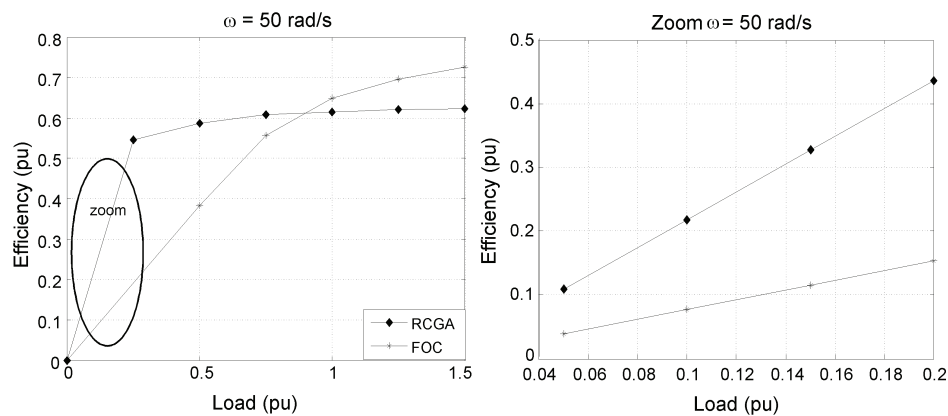 ω = 50 rad/s
Efficiency (pu)
0.8
0.7
0.6
0.5
0.4
0.3
0.2
0.1
0
zoom
RCGA
FOC
0 0.5 1.0 1.5
Load (pu)
Zoom ω = 50 rad/s
Efficiency (pu)
0.5
0.4
0.3
0.2
0.1
0
0.04 0.06 0.08 0.1 0.12 0.14 0.16 0.18 0.2
Load (pu)